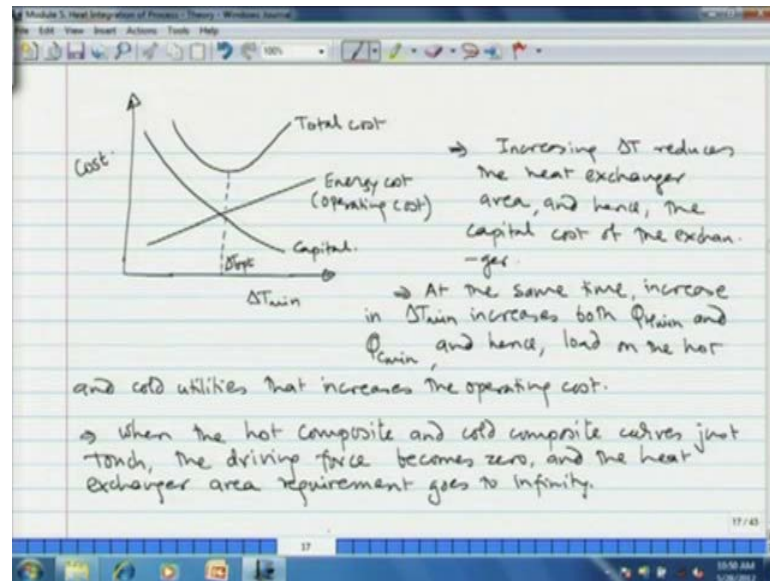 Module 5. Heat Integration of Process - Theory - Windows Journal
File Edit View Insert Actions Tools Help
100%
Cost.
Total cost
Energy cost
(operating cost)
Capital.
ΔTopt
ΔTmin
⇒ Increasing ΔT reduces
the heat exchanger
area, and hence, the
capital cost of the exchan-
-ger.
⇒ At the same time, increase
in ΔTmin increases both QHmin and
QCmin, and hence, load on the hot
and cold utilities that increases the operating cost.
⇒ When the hot composite and cold composite curves just
touch, the driving force becomes zero, and the heat
exchanger area requirement goes to infinity.
17 / 43
17
10:50 AM